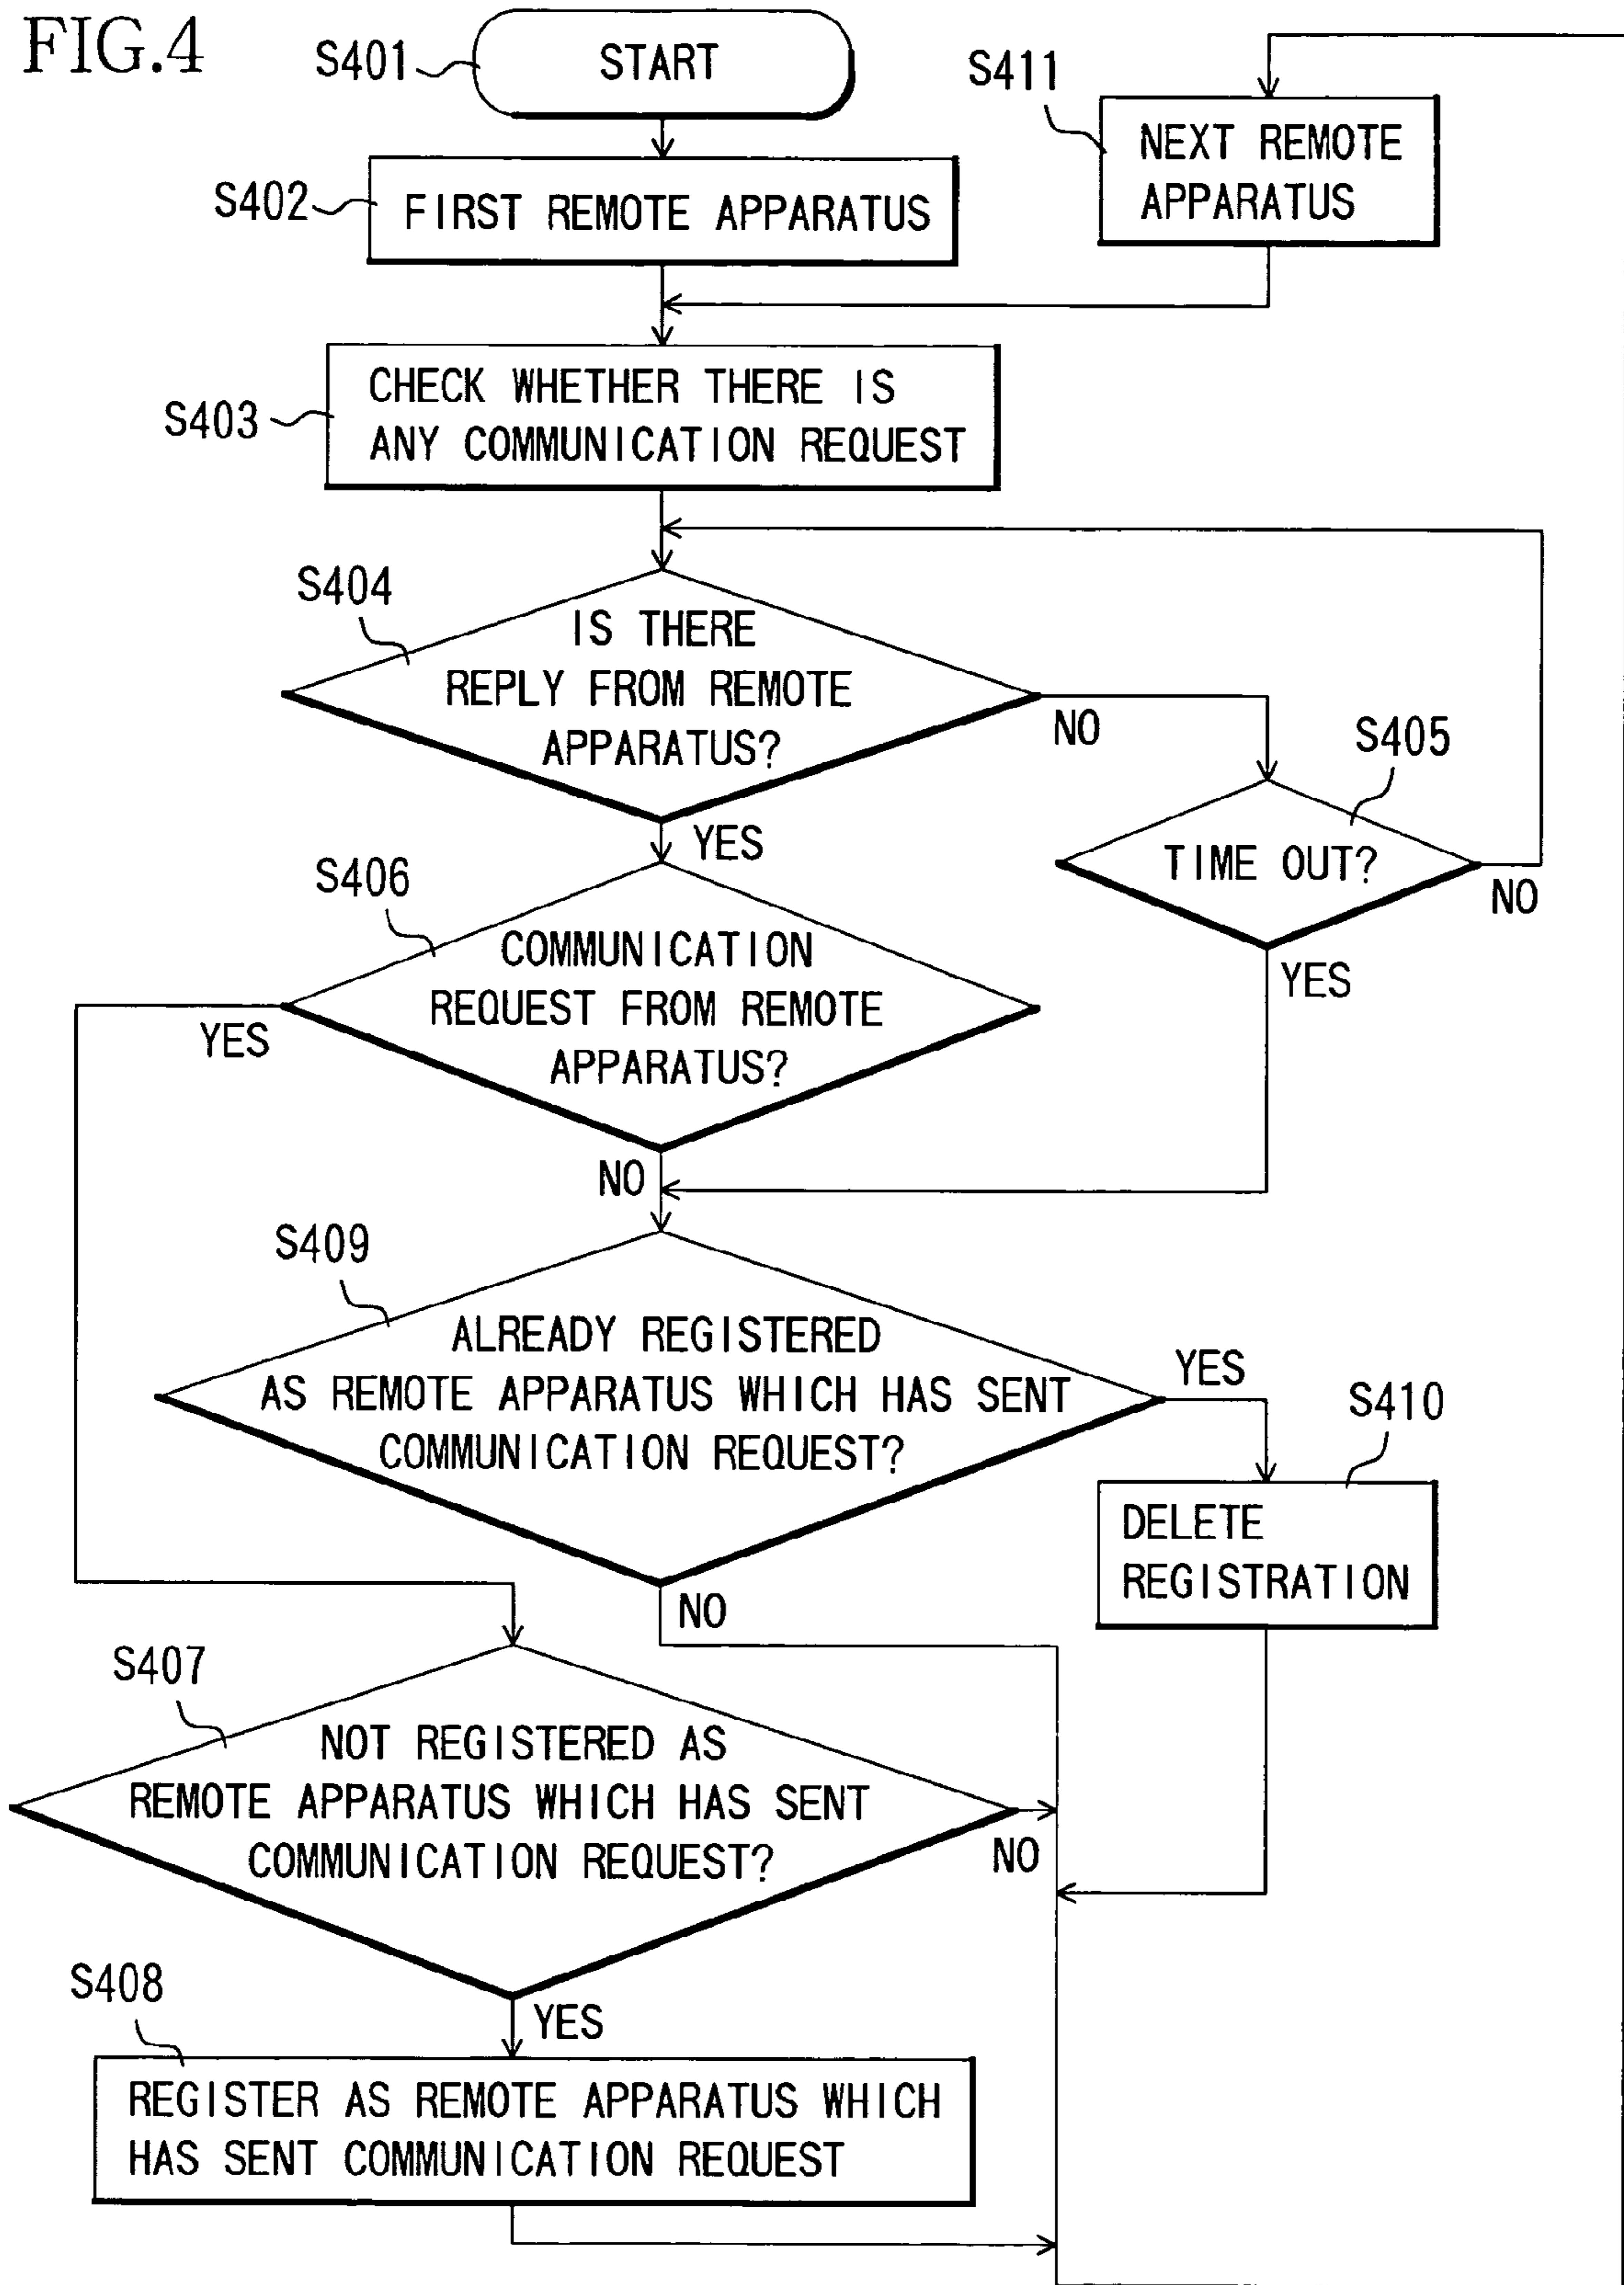 FIG.4
S401
START
S411
NEXT REMOTE
APPARATUS
S402
FIRST REMOTE APPARATUS
S403
CHECK WHETHER THERE IS
ANY COMMUNICATION REQUEST
S404
IS THERE
REPLY FROM REMOTE
APPARATUS?
NO
YES
S405
TIME OUT?
NO
YES
S406
COMMUNICATION
REQUEST FROM REMOTE
APPARATUS?
YES
NO
S409
ALREADY REGISTERED
AS REMOTE APPARATUS WHICH HAS SENT
COMMUNICATION REQUEST?
YES
NO
S410
DELETE
REGISTRATION
S407
NOT REGISTERED AS
REMOTE APPARATUS WHICH HAS SENT
COMMUNICATION REQUEST?
NO
YES
S408
REGISTER AS REMOTE APPARATUS WHICH
HAS SENT COMMUNICATION REQUEST